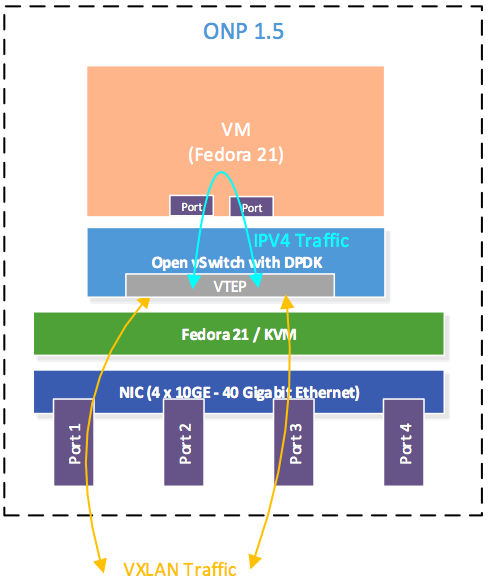 ONP 1.5
VM
(Fedora 21)
Port
Port
IPV4 Traffic
Open vSwitch with DPDK
VTEP
Fedora 21 / KVM
NIC (4 x 10GE - 40 Gigabit Ethernet)
Port 1
Port 2
Port 3
Port 4
VXLAN Traffic